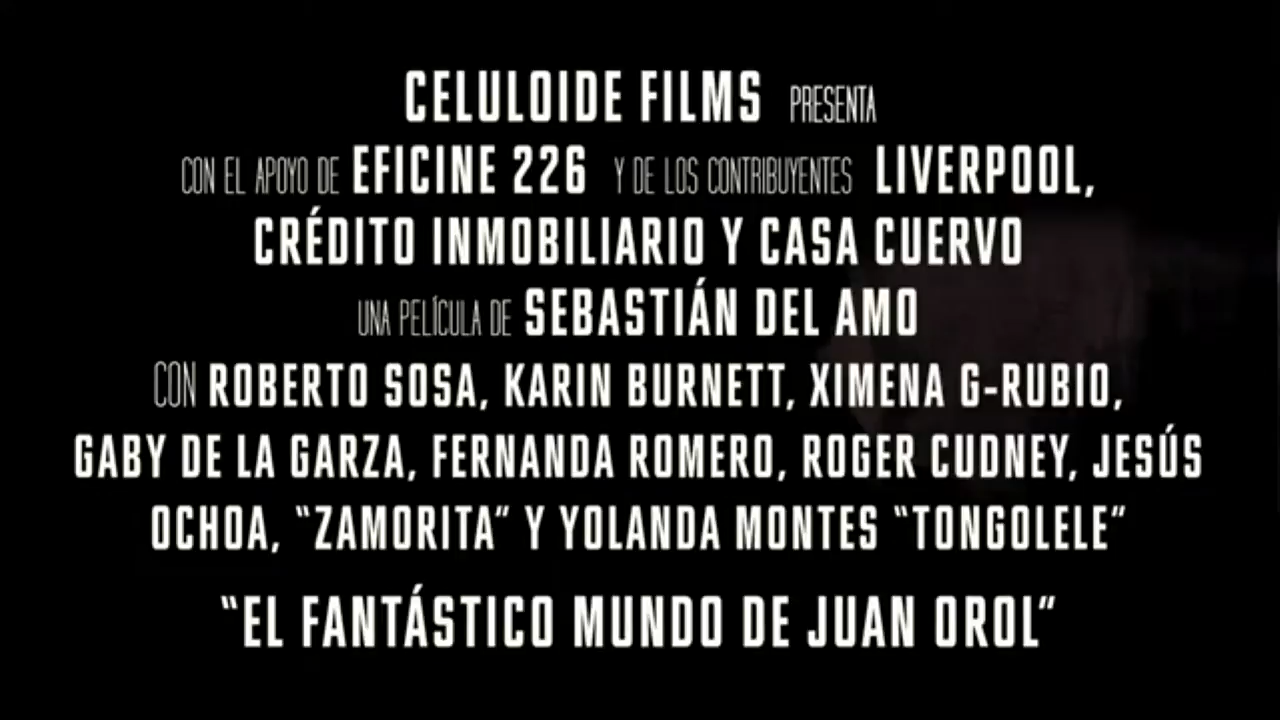 CELULOIDE FILMS PRESENTA
CON EL APOYO DE EFICINE 226 Y DE LOS CONTRIBUYENTES LIVERPOOL,
CRÉDITO INMOBILIARIO Y CASA CUERVO
UNA PELÍCULA DE SEBASTIÁN DEL AMO
CON ROBERTO SOSA, KARIN BURNETT, XIMENA G-RUBIO,
GABY DE LA GARZA, FERNANDA ROMERO, ROGER CUDNEY, JESÚS
OCHOA, "ZAMORITA" Y YOLANDA MONTES "TONGOLELE"
"EL FANTÁSTICO MUNDO DE JUAN OROL"